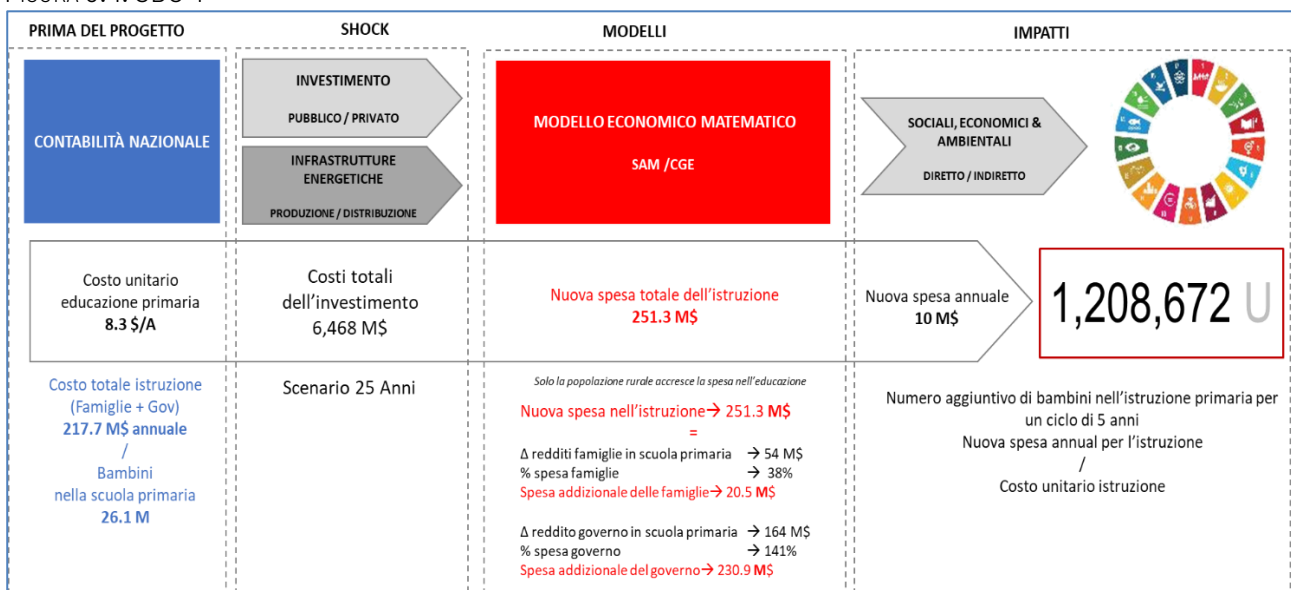 FIGURA 9.4. SDG 4
PRIMA DEL PROGETTO
SHOCK
MODELLI
IMPATTI
CONTABILITÀ NAZIONALE
INVESTIMENTO
PUBBLICO / PRIVATO
INFRASTRUTTURE
ENERGETICHE
PRODUZIONE / DISTRIBUZIONE
MODELLO ECONOMICO MATEMATICO
SAM /CGE
SOCIALI, ECONOMICI &
AMBIENTALI
DIRETTO / INDIRETTO
Costo unitario
educazione primaria
8.3 $/A
Costi totali
dell'investimento
6,468 M$
Nuova spesa totale dell'istruzione
251.3 M$
Nuova spesa annuale
10 M$
1,208,672 U
Costo totale istruzione
(Famiglie + Gov)
217.7 M$ annuale
/
Bambini
nella scuola primaria
26.1 M
Scenario 25 Anni
Solo la popolazione rurale accresce la spesa nell'educazione
Nuova spesa nell'istruzione→ 251.3 M$
=
Δ redditi famiglie in scuola primaria → 54 M$
% spesa famiglie → 38%
Spesa addizionale delle famiglie→ 20.5 M$
Δ reddito governo in scuola primaria → 164 M$
% spesa governo → 141%
Spesa addizionale del governo→ 230.9 M$
Numero aggiuntivo di bambini nell'istruzione primaria per
un ciclo di 5 anni
Nuova spesa annual per l'istruzione
/
Costo unitario istruzione